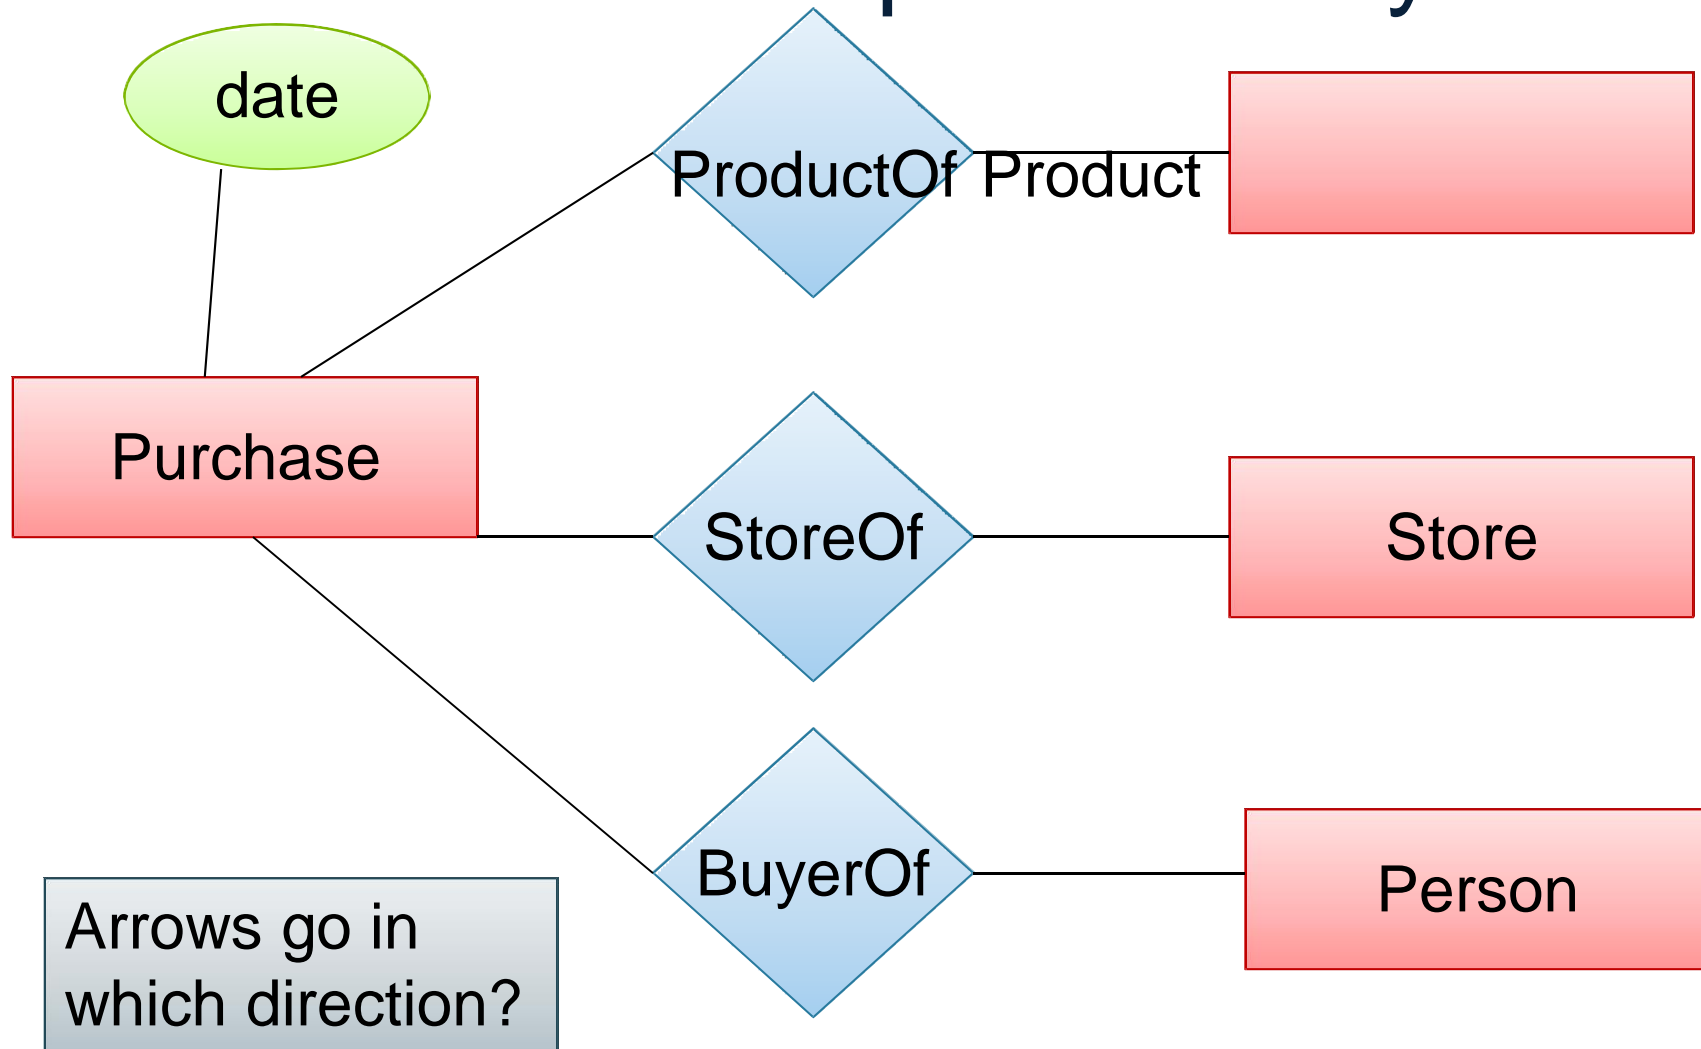 date
ProductOf Product
Purchase
StoreOf
Store
BuyerOf
Person
Arrows go in
which direction?